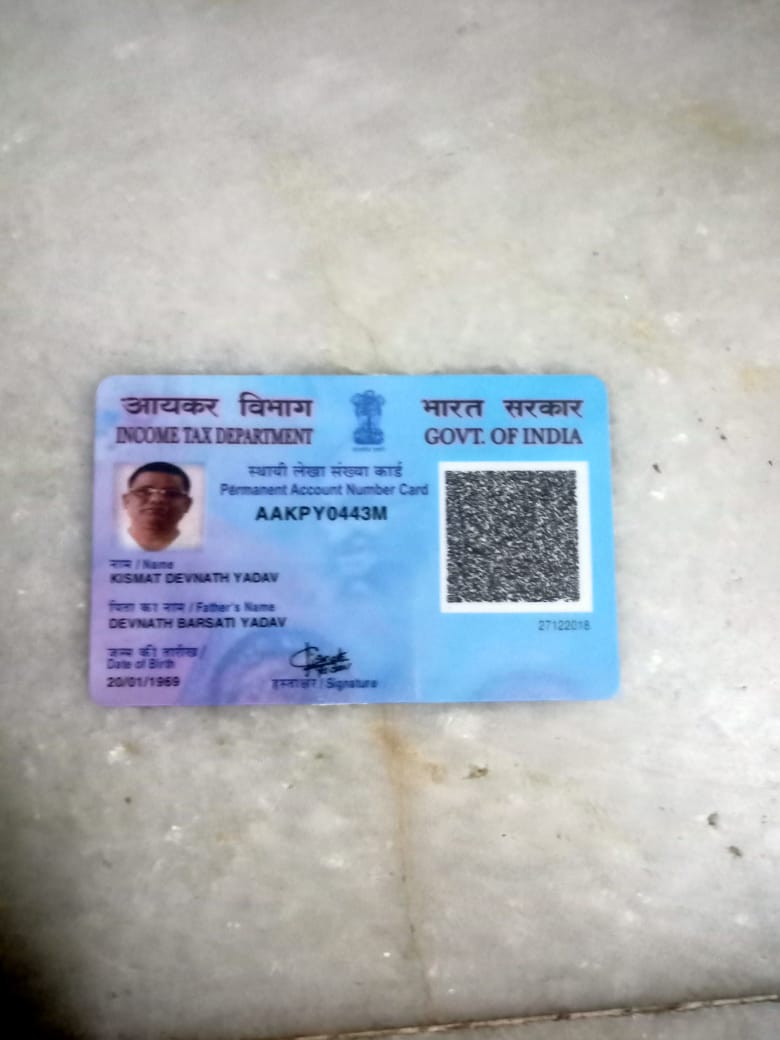 आयकर विभाग
INCOME TAX DEPARTMENT
भारत सरकार
GOVT. OF INDIA
स्थायी लेखा संख्या कार्ड
Permanent Account Number Card
AAKPY0443M
नाम / Name
KISMAT DEVNATH YADAV
पिता का नाम / Father's Name
DEVNATH BARSATI YADAV
जन्म की तारीख /
Date of Birth
20/01/1969
हस्ताक्षर / Signature
27122018